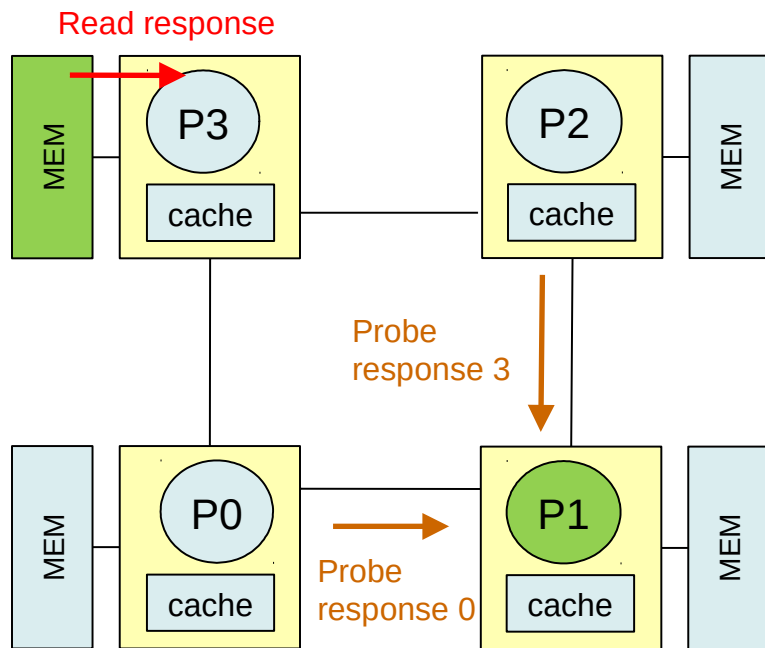 Read response
MEM
P3
cache
P2
cache
MEM
Probe
response 3
MEM
P0
cache
Probe
response 0
P1
cache
MEM